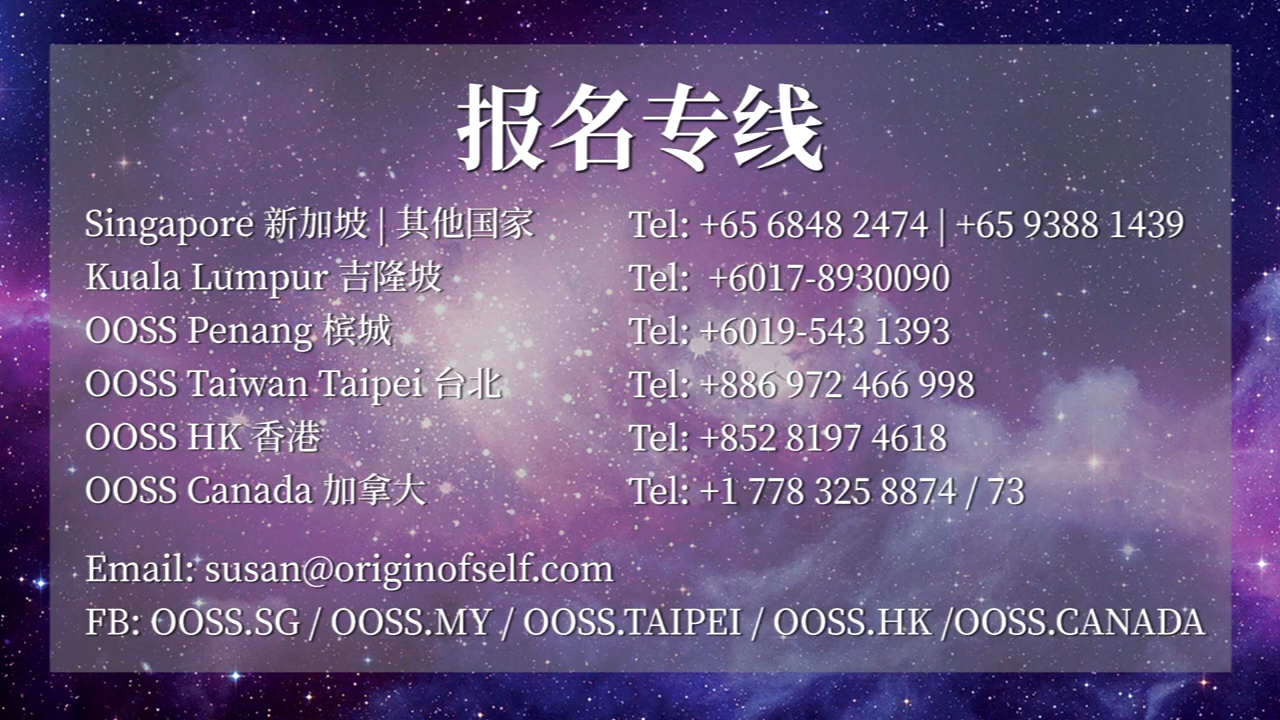 报名专线
Singapore 新加坡 | 其他国家 Tel: +65 6848 2474 | +65 9388 1439
Kuala Lumpur 吉隆坡 Tel:  +6017-8930090
OOSS Penang 槟城 Tel: +6019-543 1393
OOSS Taiwan Taipei 台北 Tel: +886 972 466 998
OOSS HK 香港 Tel: +852 8197 4618
OOSS Canada 加拿大 Tel: +1 778 325 8874 / 73
Email: susan@originofself.com
FB: OOSS.SG / OOSS.MY / OOSS.TAIPEI / OOSS.HK /OOSS.CANADA